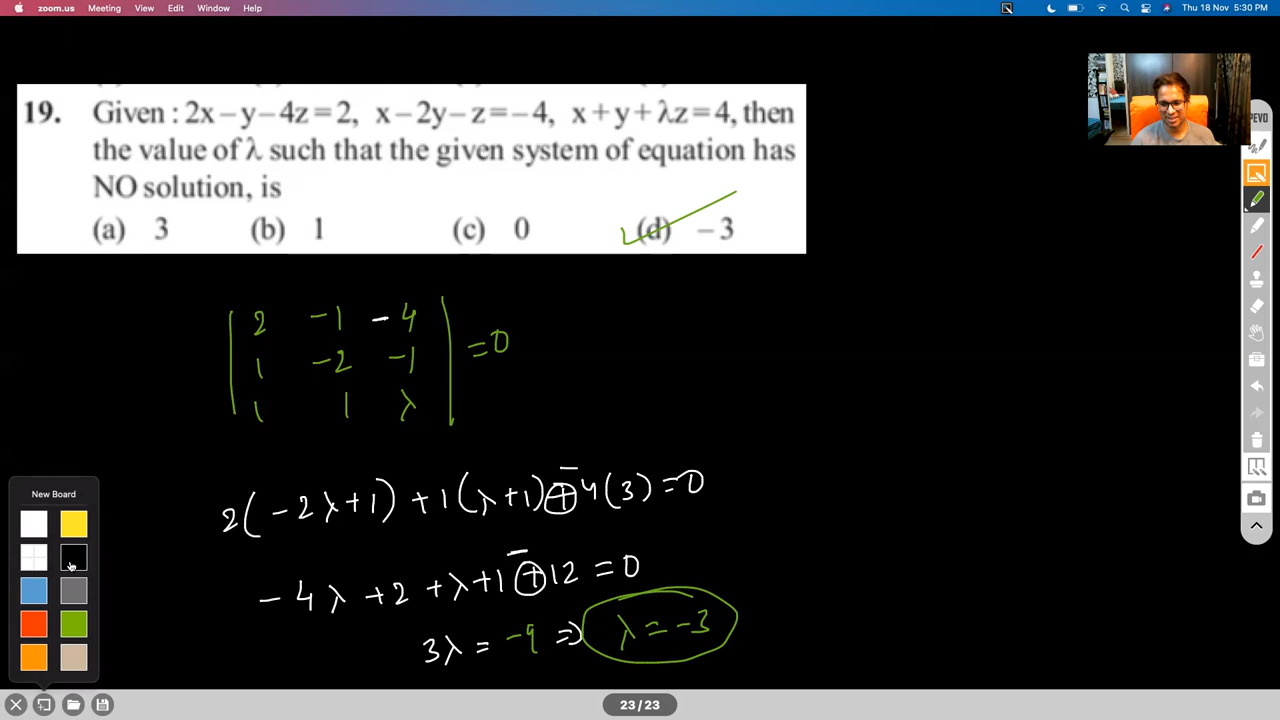 zoom.us Meeting View Edit Window Help
Thu 18 Nov 5:30 PM
19. Given : 2x – y – 4z = 2, x – 2y – z = – 4, x + y + λz = 4, then
the value of λ such that the given system of equation has
NO solution, is
(a) 3 (b) 1 (c) 0 (d) – 3
2 -1 - 4
1 -2 -1 = 0
1 1 λ
2(-2λ+1) + 1(λ+1) + - 4(3) = 0
-4λ + 2 + λ + 1 + - 12 = 0
3λ = -9 ⇒ λ = -3
New Board
23 / 23